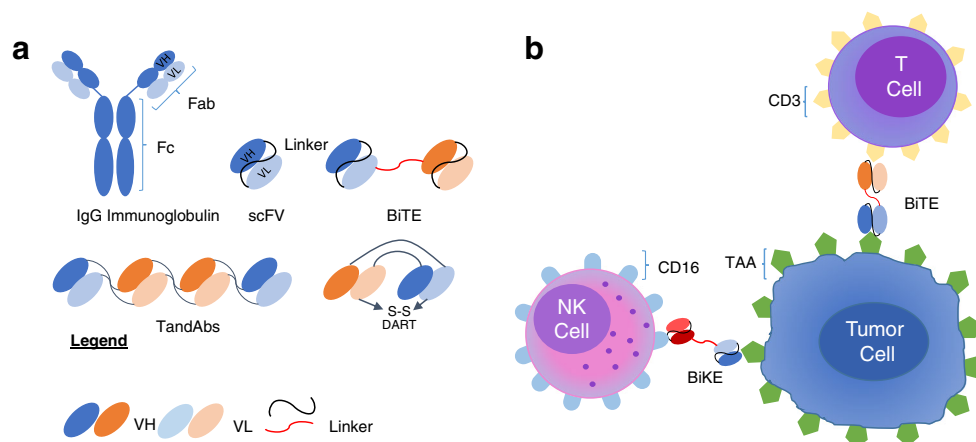 a
VH
VL
Fab
Fc
IgG Immunoglobulin
VH
VL
Linker
scFV
BiTE
TandAbs
S-S
DART
Legend
VH
VL
Linker
b
T
Cell
CD3
BiTE
TAA
CD16
NK
Cell
BiKE
Tumor
Cell